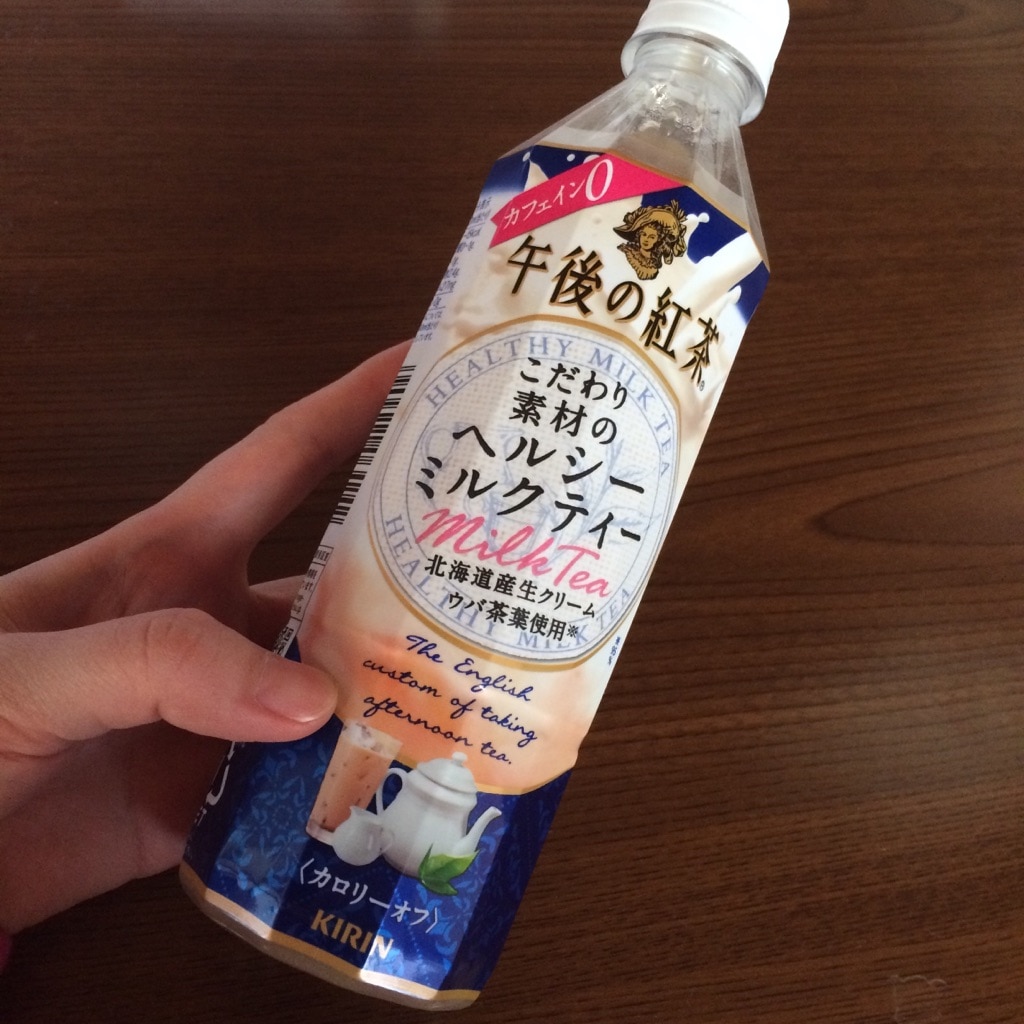 カフェイン0
午後の紅茶®
HEALTHY MILK TEA
こだわり
素材の
ヘルシー
ミルクティー
Milk Tea
北海道産生クリーム
ウバ茶葉使用※
HEALTHY MILK TEA
The English
custom of taking
afternoon tea.
〈カロリーオフ〉
KIRIN